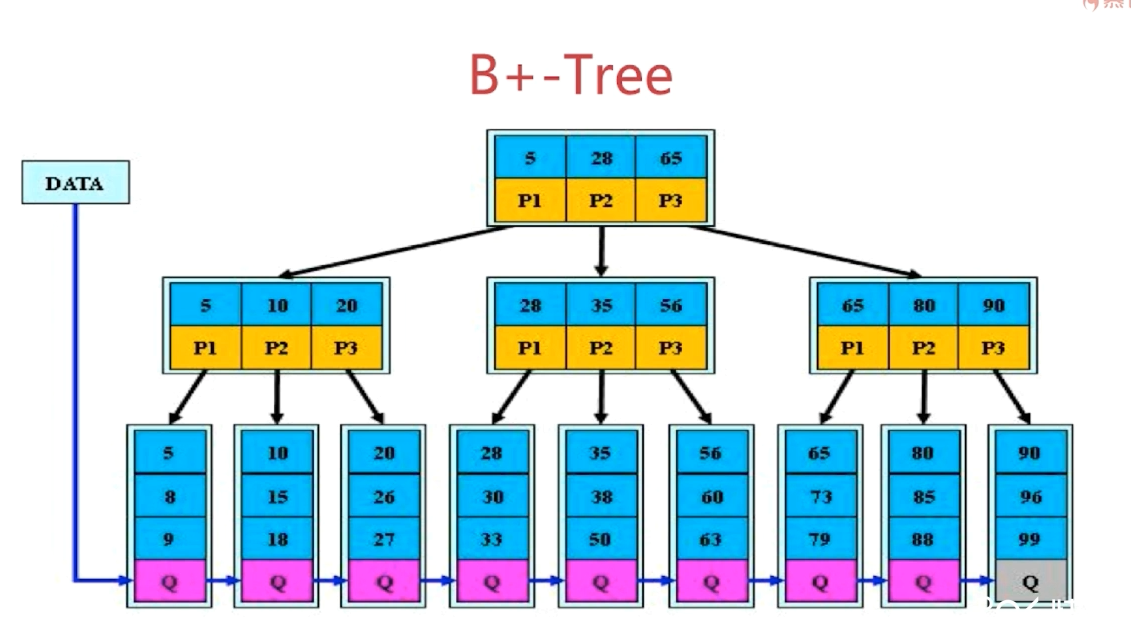 B+-Tree
DATA
5 28 65
P1 P2 P3
5 10 20 28 35 56 65 80 90
P1 P2 P3 P1 P2 P3 P1 P2 P3
5 10 20 28 35 56 65 80 90
8 15 26 30 38 60 73 85 96
9 18 27 33 50 63 79 88 99
Q Q Q Q Q Q Q Q Q